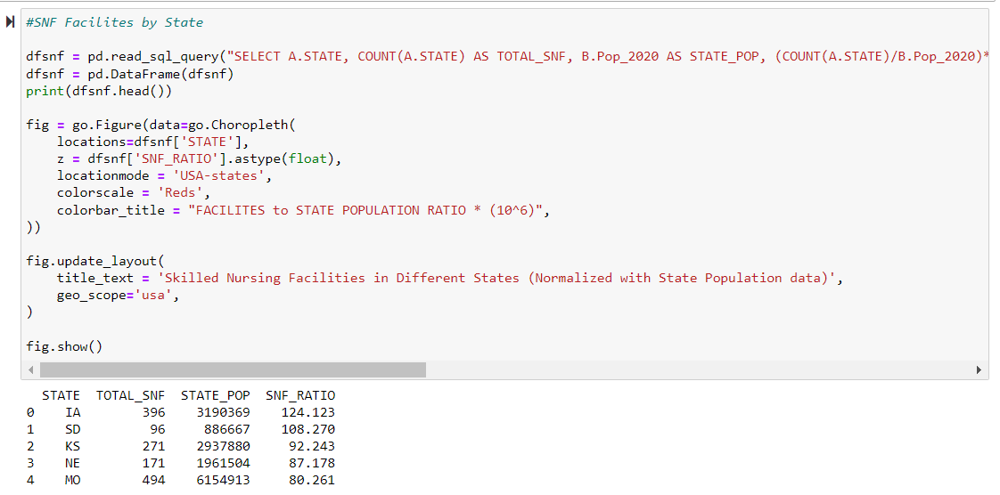 #SNF Facilites by State
dfsnf = pd.read_sql_query("SELECT A.STATE, COUNT(A.STATE) AS TOTAL_SNF, B.Pop_2020 AS STATE_POP, (COUNT(A.STATE)/B.Pop_2020)*
dfsnf = pd.DataFrame(dfsnf)
print(dfsnf.head())
fig = go.Figure(data=go.Choropleth(
    locations=dfsnf['STATE'],
    z = dfsnf['SNF_RATIO'].astype(float),
    locationmode = 'USA-states',
    colorscale = 'Reds',
    colorbar_title = "FACILITES to STATE POPULATION RATIO * (10^6)",
))
fig.update_layout(
    title_text = 'Skilled Nursing Facilities in Different States (Normalized with State Population data)',
    geo_scope='usa',
)
fig.show()
  STATE  TOTAL_SNF  STATE_POP  SNF_RATIO
0    IA        396    3190369    124.123
1    SD         96     886667    108.270
2    KS        271    2937880     92.243
3    NE        171    1961504     87.178
4    MO        494    6154913     80.261